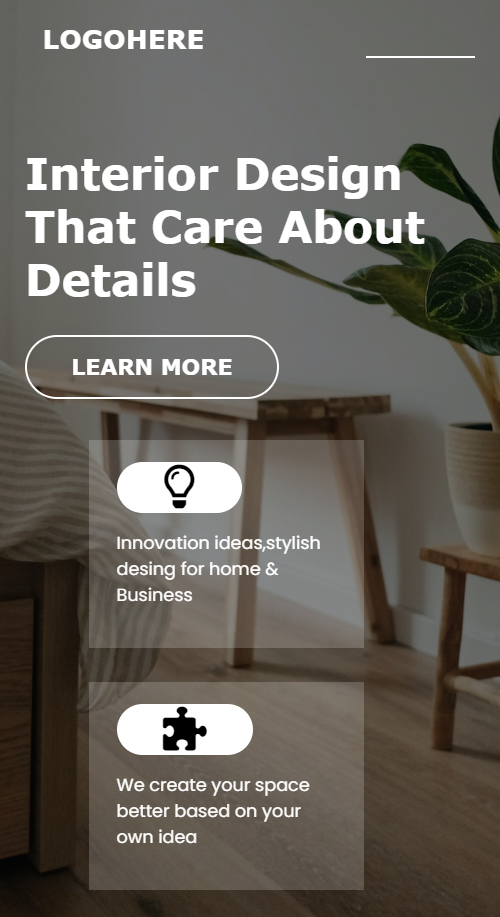 LOGOHERE
Interior Design
That Care About
Details
LEARN MORE
Innovation ideas,stylish
desing for home &
Business
We create your space
better based on your
own idea